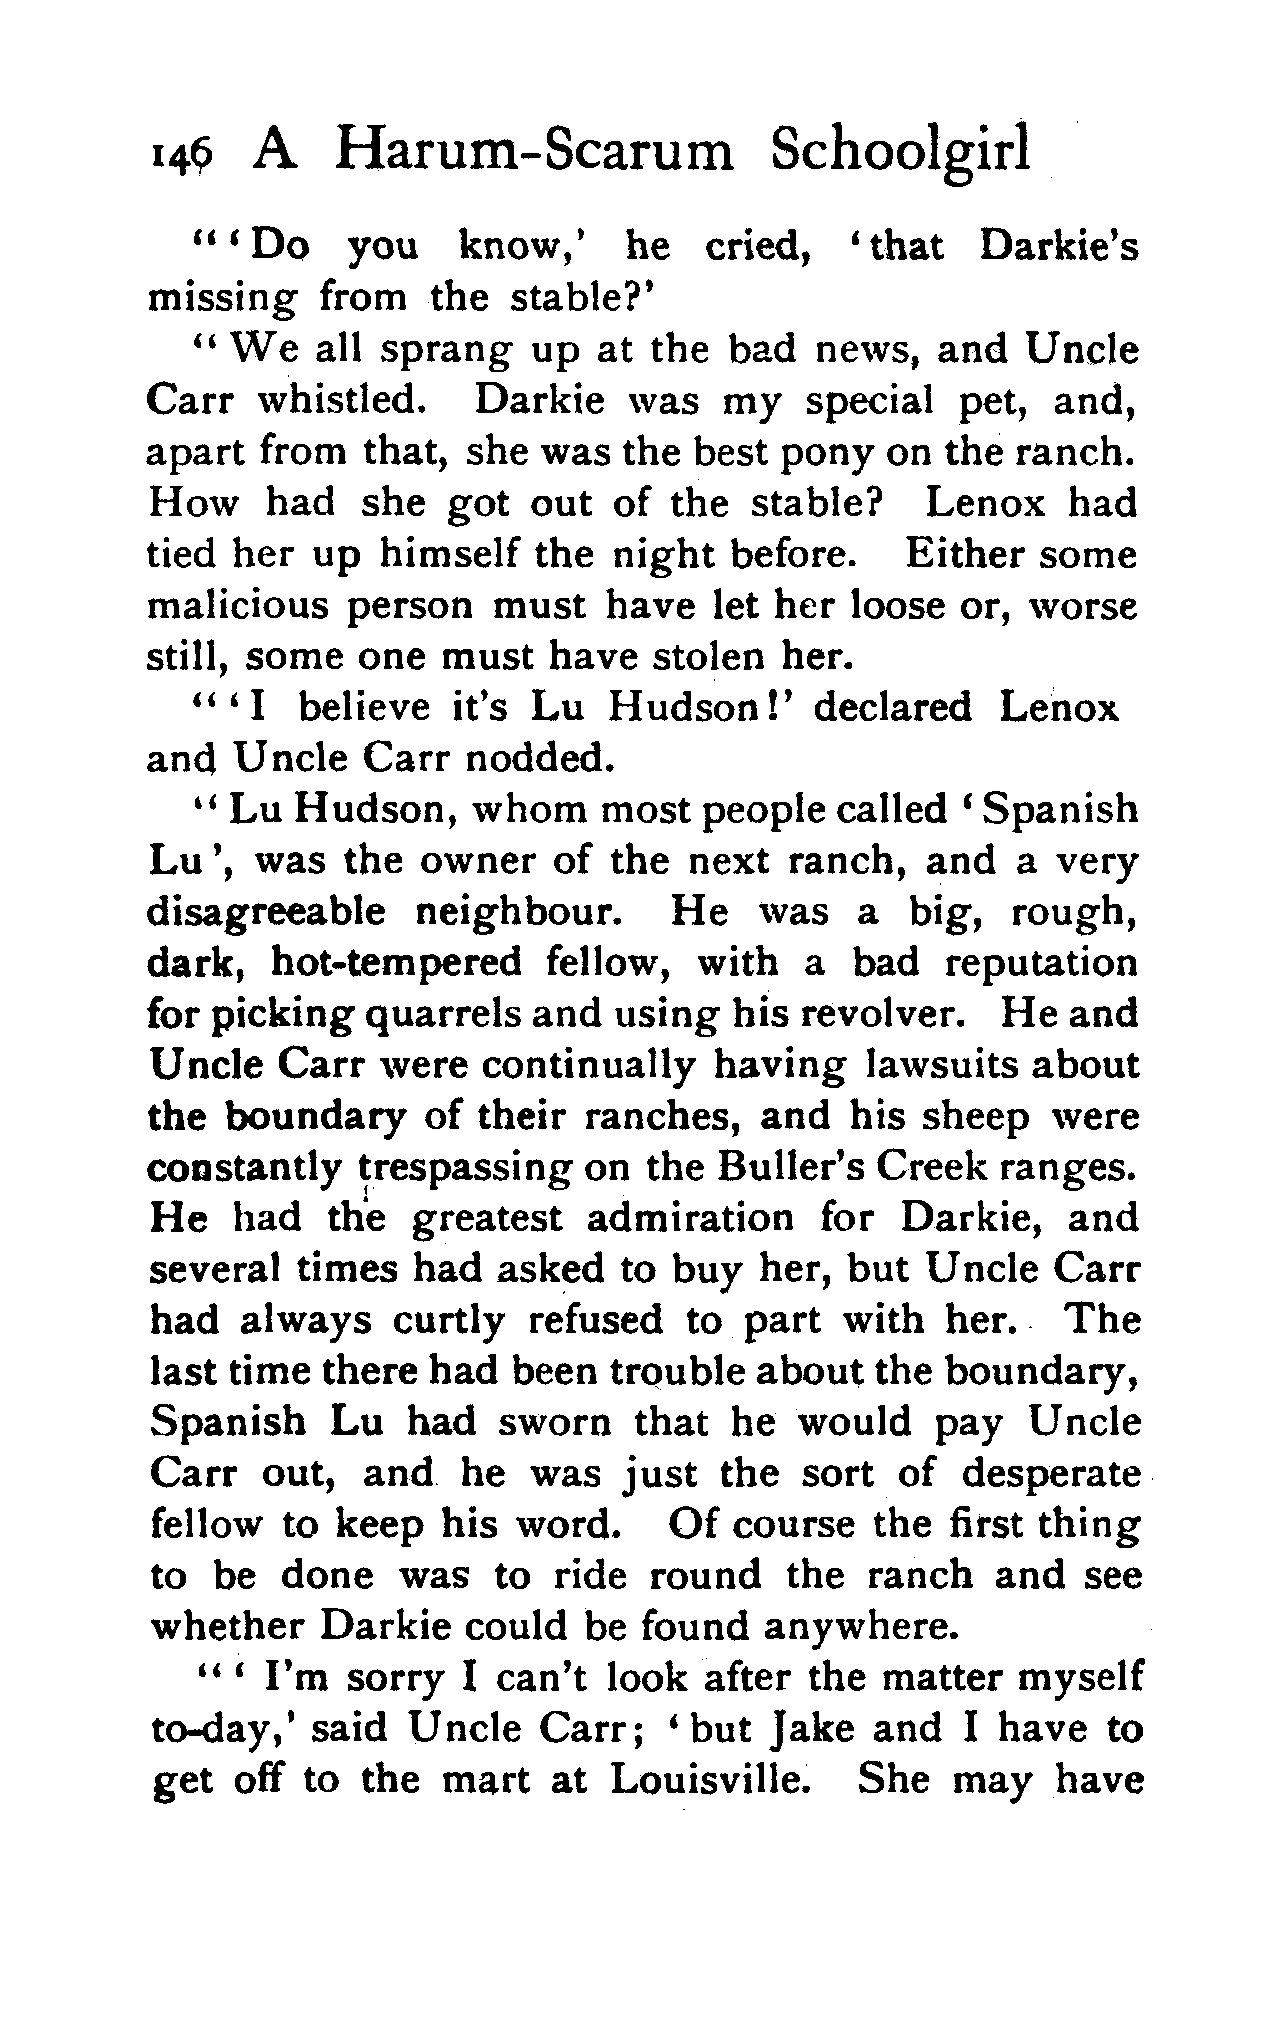 146 A Harum-Scarum Schoolgirl
“‘Do you know,’ he cried, ‘that Darkie’s
missing from the stable?’
“We all sprang up at the bad news, and Uncle
Carr whistled. Darkie was my special pet, and,
apart from that, she was the best pony on the ranch.
How had she got out of the stable? Lenox had
tied her up himself the night before. Either some
malicious person must have let her loose or, worse
still, some one must have stolen her.
“‘I believe it’s Lu Hudson!’ declared Lenox
and Uncle Carr nodded.
“Lu Hudson, whom most people called ‘Spanish
Lu’, was the owner of the next ranch, and a very
disagreeable neighbour. He was a big, rough,
dark, hot-tempered fellow, with a bad reputation
for picking quarrels and using his revolver. He and
Uncle Carr were continually having lawsuits about
the boundary of their ranches, and his sheep were
constantly trespassing on the Buller’s Creek ranges.
He had the greatest admiration for Darkie, and
several times had asked to buy her, but Uncle Carr
had always curtly refused to part with her. The
last time there had been trouble about the boundary,
Spanish Lu had sworn that he would pay Uncle
Carr out, and he was just the sort of desperate
fellow to keep his word. Of course the first thing
to be done was to ride round the ranch and see
whether Darkie could be found anywhere.
“‘I’m sorry I can’t look after the matter myself
to-day,’ said Uncle Carr; ‘but Jake and I have to
get off to the mart at Louisville. She may have